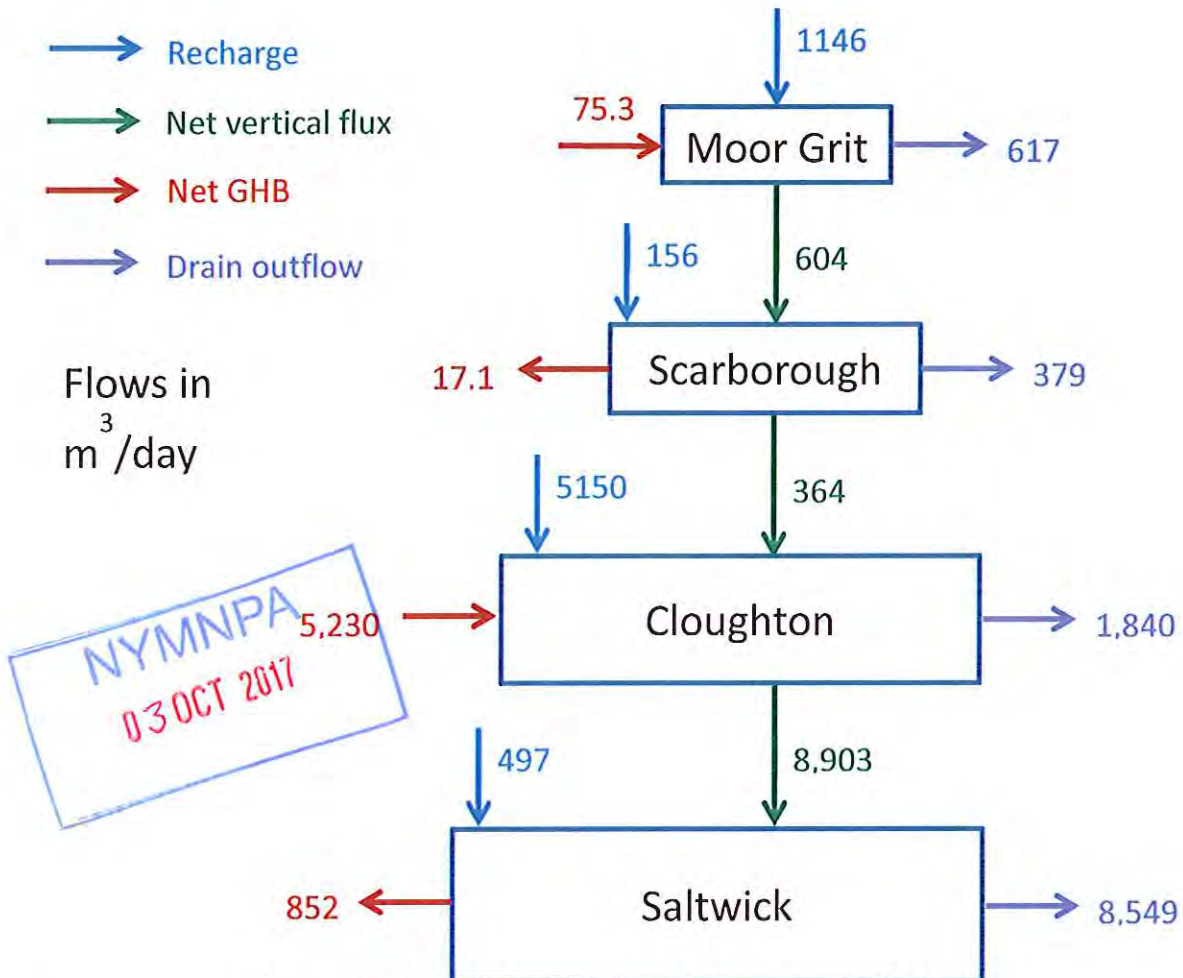 Recharge
Net vertical flux
Net GHB
Drain outflow
Flows in
m³/day
1146
75.3
Moor Grit
617
156
604
17.1
Scarborough
379
5150
364
5,230
Cloughton
1,840
NYMNPA
03 OCT 2017
497
8,903
852
Saltwick
8,549